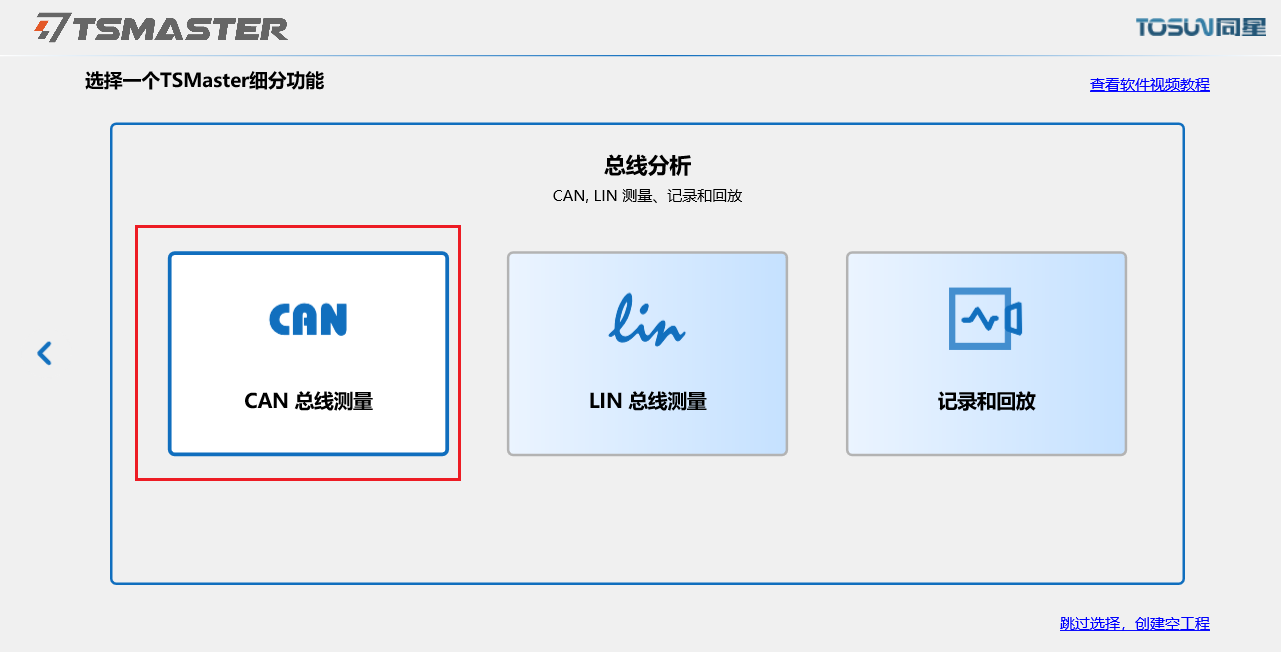 TSMASTER
TOSUN同星
选择一个TSMaster细分功能
查看软件视频教程
总线分析
CAN, LIN 测量、记录和回放
CAN
lin
CAN 总线测量
LIN 总线测量
记录和回放
跳过选择，创建空工程